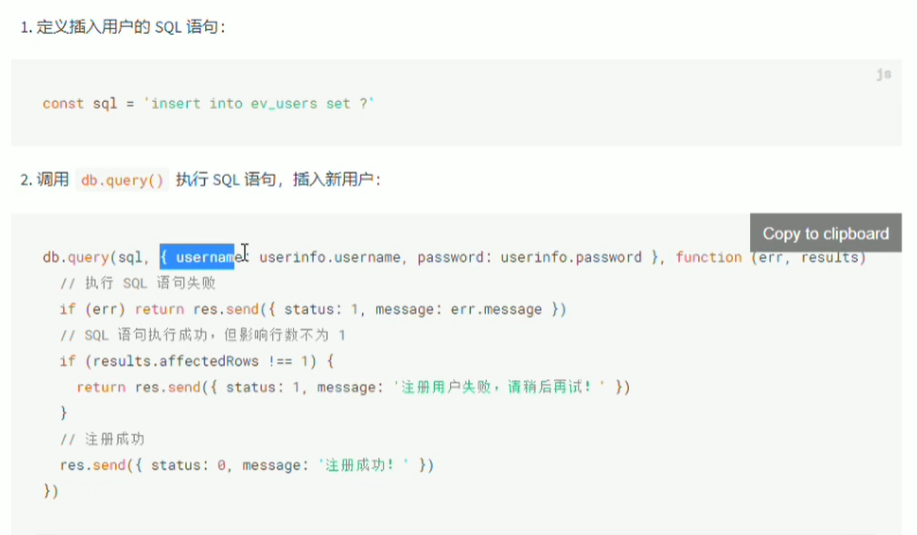 1. 定义插入用户的 SQL 语句：
js
const sql = 'insert into ev_users set ?'
2. 调用 db.query() 执行 SQL 语句，插入新用户：
Copy to clipboard
db.query(sql, { username: userinfo.username, password: userinfo.password }, function (err, results)
// 执行 SQL 语句失败
if (err) return res.send({ status: 1, message: err.message })
// SQL 语句执行成功，但影响行数不为 1
if (results.affectedRows !== 1) {
return res.send({ status: 1, message: '注册用户失败，请稍后再试！' })
}
// 注册成功
res.send({ status: 0, message: '注册成功！' })
})